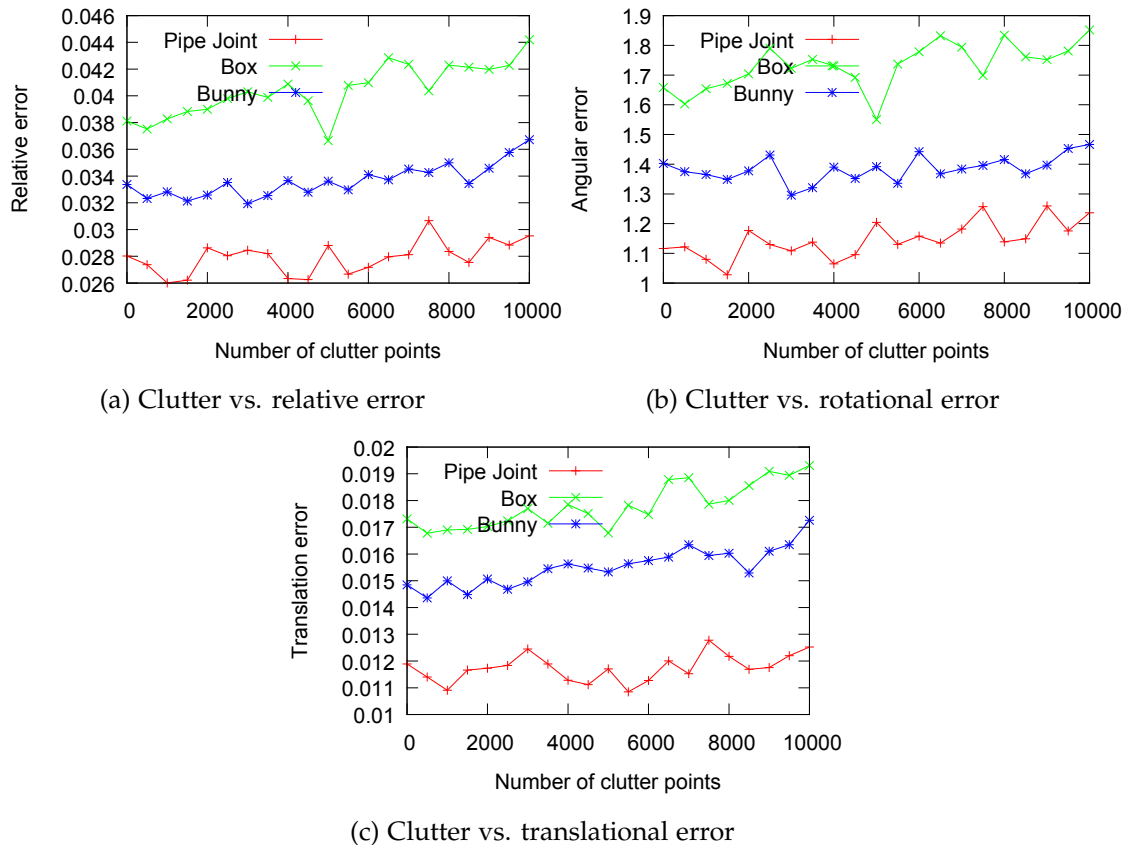 0.046
0.044
0.042
0.04
0.038
0.036
0.034
0.032
0.03
0.028
0.026
Relative error
Pipe Joint
Box
Bunny
0 2000 4000 6000 8000 10000
Number of clutter points
(a) Clutter vs. relative error
1.9
1.8
1.7
1.6
1.5
1.4
1.3
1.2
1.1
1
Angular error
Pipe Joint
Box
Bunny
0 2000 4000 6000 8000 10000
Number of clutter points
(b) Clutter vs. rotational error
0.02
0.019
0.018
0.017
0.016
0.015
0.014
0.013
0.012
0.011
0.01
Translation error
Pipe Joint
Box
Bunny
0 2000 4000 6000 8000 10000
Number of clutter points
(c) Clutter vs. translational error